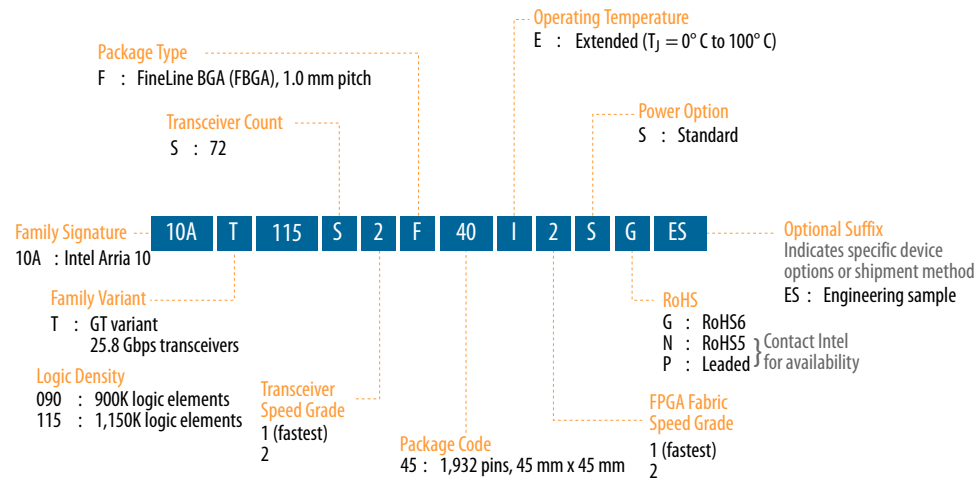 Operating Temperature
E : Extended (TJ = 0° C to 100° C)
Package Type
F : FineLine BGA (FBGA), 1.0 mm pitch
Transceiver Count
S : 72
Power Option
S : Standard
Family Signature
10A : Intel Arria 10
10A T 115 S 2 F 40 I 2 S G ES
Optional Suffix
Indicates specific device
options or shipment method
ES : Engineering sample
Family Variant
T : GT variant
25.8 Gbps transceivers
RoHS
G : RoHS6
N : RoHS5
P : Leaded
} Contact Intel
for availability
Logic Density
090 : 900K logic elements
115 : 1,150K logic elements
Transceiver
Speed Grade
1 (fastest)
2
Package Code
45 : 1,932 pins, 45 mm x 45 mm
FPGA Fabric
Speed Grade
1 (fastest)
2